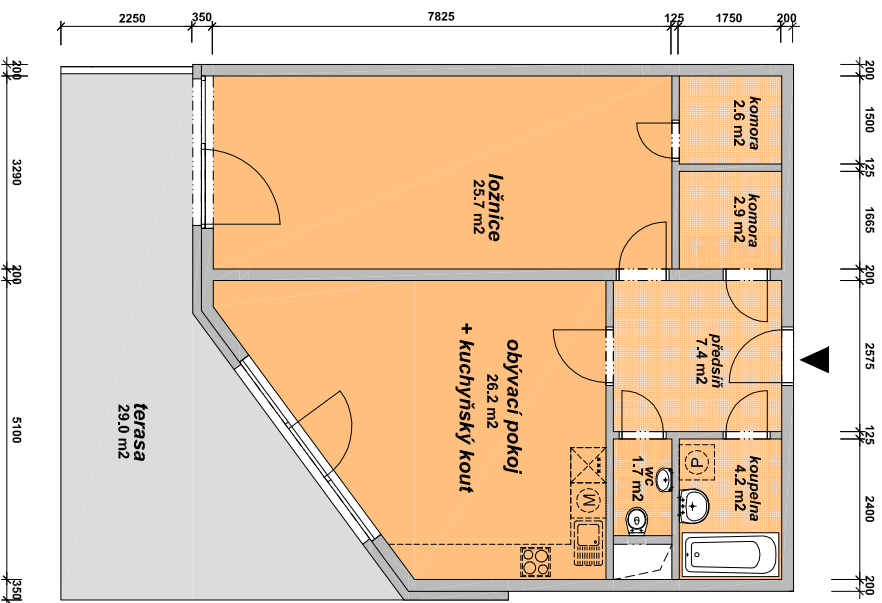 2250
350
7825
125
1750
200
200
3290
200
5100
350
200
1500
125
1665
200
2575
125
2400
200
komora
2.6 m2
komora
2.9 m2
ložnice
25.7 m2
předsíň
7.4 m2
obývací pokoj
26.2 m2
+ kuchyňský kout
koupelna
4.2 m2
wc
1.7 m2
P
M
terasa
29.0 m2